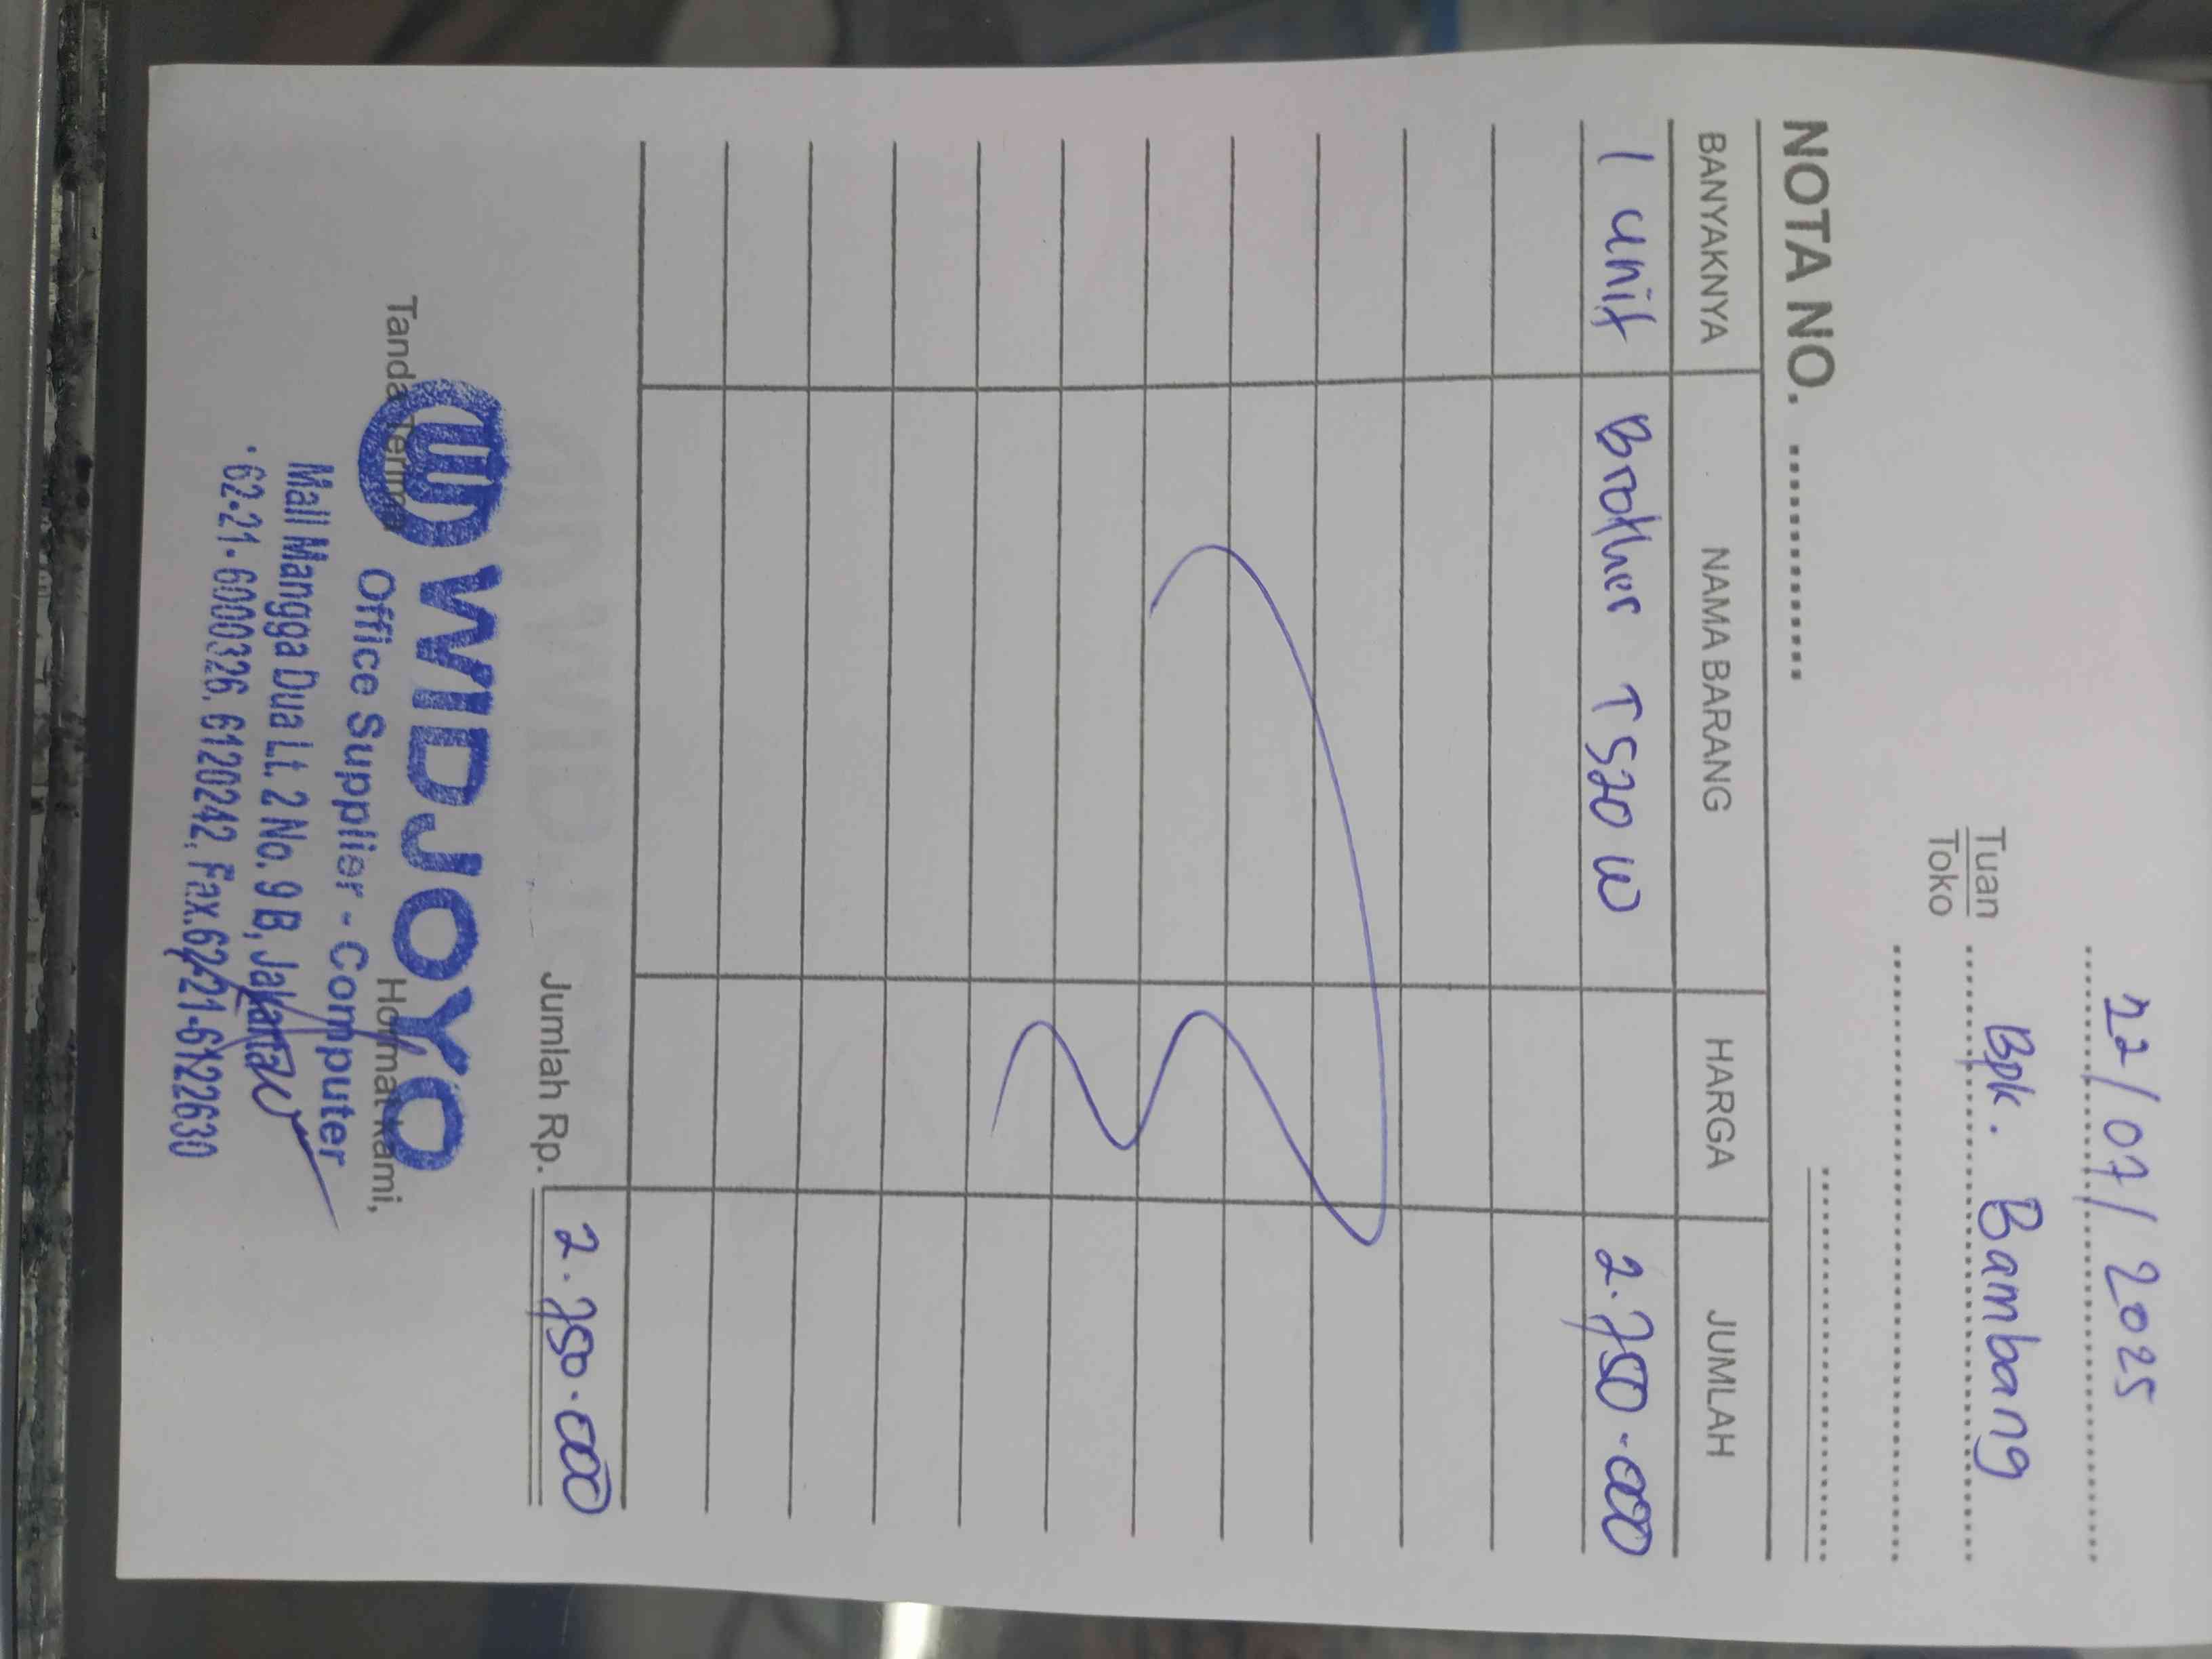 22/07/2025
Tuan Bpk. Bambang
Toko
NOTA NO.
BANYAKNYA NAMA BARANG HARGA JUMLAH
1 unit Brother T520 W 2.750.000
Jumlah Rp. 2.750.000
Tanda Terima Hormat kami,
WIDJOYO
Office Supplier - Computer
Mall Mangga Dua Lt. 2 No. 9 B, Jakarta
62-21-6000326, 6120242, Fax.62-21-6122630